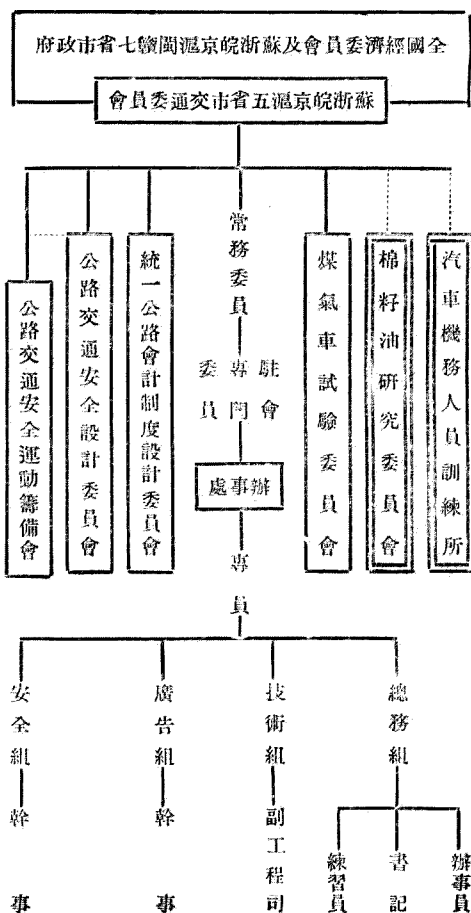 全國經濟委員會及蘇浙皖京滬閩贛七省市政府
蘇浙皖京滬五省市交通委員會
汽車機務人員訓練所
棉籽油研究委員會
煤氣車試驗委員會
常務委員
駐會
專門
委員
辦事處
專員
統一公路會計制度設計委員會
公路交通安全設計委員會
公路交通安全運動籌備會
總務組
辦事員
書記
練習員
技術組
副工程司
廣告組
幹事
安全組
幹事